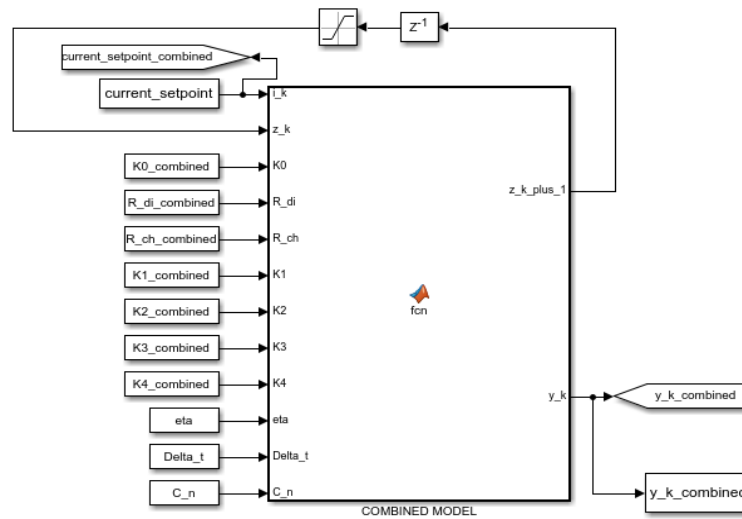 z⁻¹
current_setpoint_combined
current_setpoint
i_k
z_k
K0_combined
K0
R_di_combined
R_di
R_ch_combined
R_ch
K1_combined
K1
K2_combined
K2
K3_combined
K3
K4_combined
K4
eta
eta
Delta_t
Delta_t
C_n
C_n
z_k_plus_1
fcn
y_k
y_k_combined
y_k_combined
COMBINED MODEL